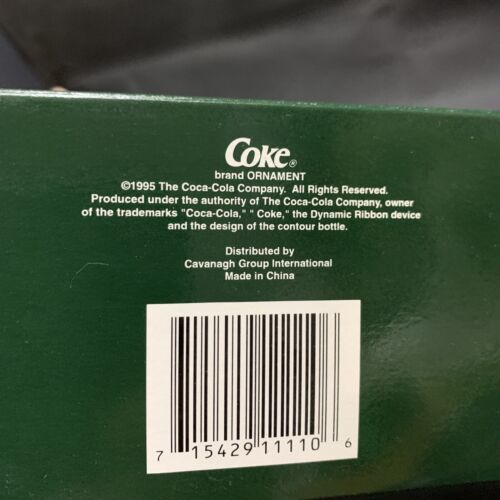 Coke®
brand ORNAMENT
©1995 The Coca-Cola Company. All Rights Reserved.
Produced under the authority of The Coca-Cola Company, owner
of the trademarks "Coca-Cola," " Coke," the Dynamic Ribbon device
and the design of the contour bottle.
Distributed by
Cavanagh Group International
Made in China
7 15429 11110 6